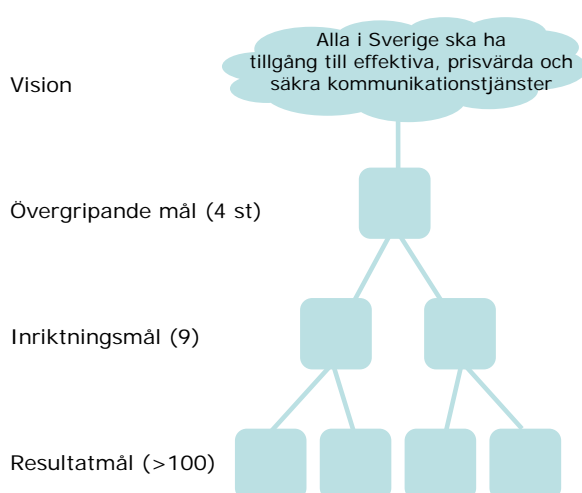 Alla i Sverige ska ha
tillgång till effektiva, prisvärda och
säkra kommunikationstjänster
Vision
Övergripande mål (4 st)
Inriktningsmål (9)
Resultatmål (>100)